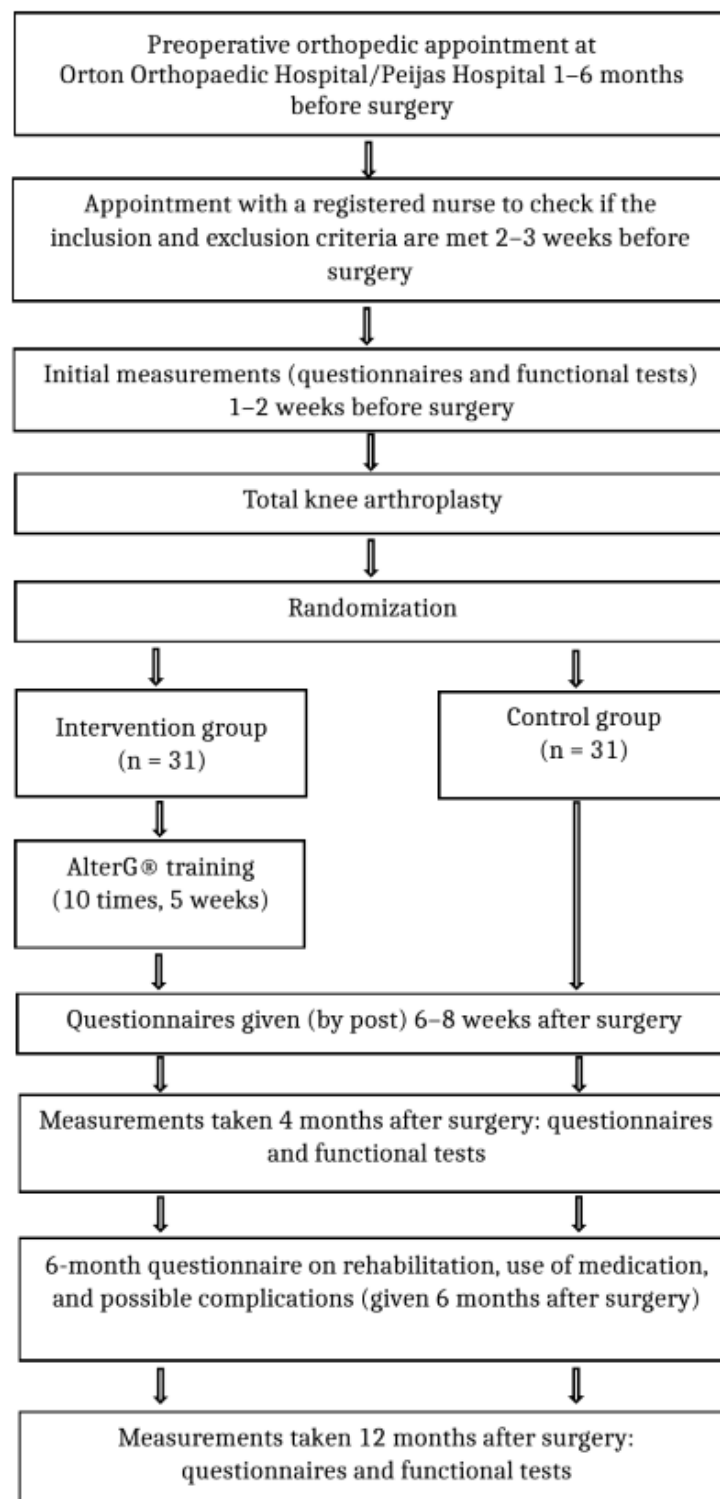 Preoperative orthopedic appointment at
Orton Orthopaedic Hospital/Peijas Hospital 1–6 months
before surgery
Appointment with a registered nurse to check if the
inclusion and exclusion criteria are met 2–3 weeks before
surgery
Initial measurements (questionnaires and functional tests)
1–2 weeks before surgery
Total knee arthroplasty
Randomization
Intervention group
(n = 31)
Control group
(n = 31)
AlterG® training
(10 times, 5 weeks)
Questionnaires given (by post) 6–8 weeks after surgery
Measurements taken 4 months after surgery: questionnaires
and functional tests
6-month questionnaire on rehabilitation, use of medication,
and possible complications (given 6 months after surgery)
Measurements taken 12 months after surgery:
questionnaires and functional tests